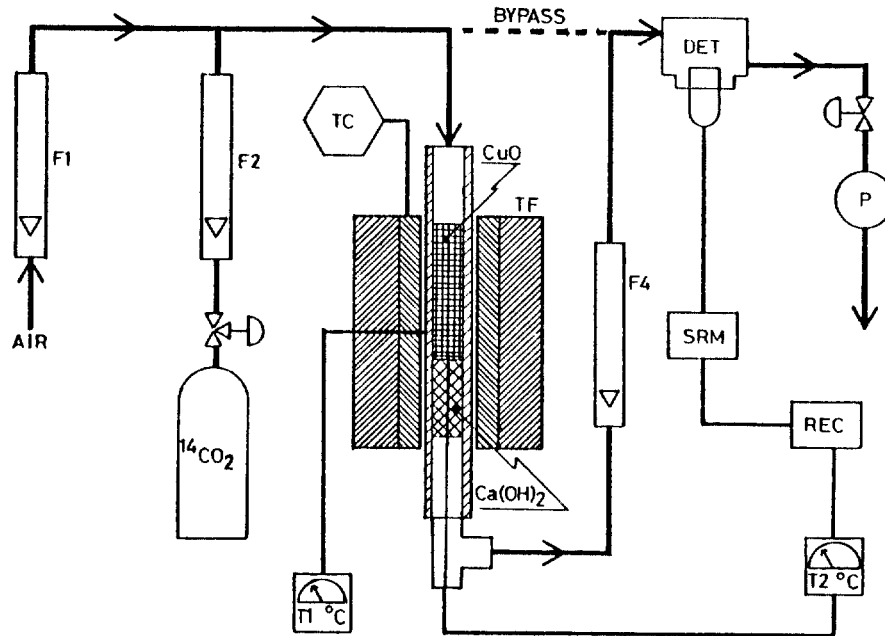 BYPASS
DET
TC
CuO
F1
F2
TF
P
F4
AIR
SRM
¹⁴CO₂
REC
Ca(OH)₂
T1 °C
T2 °C